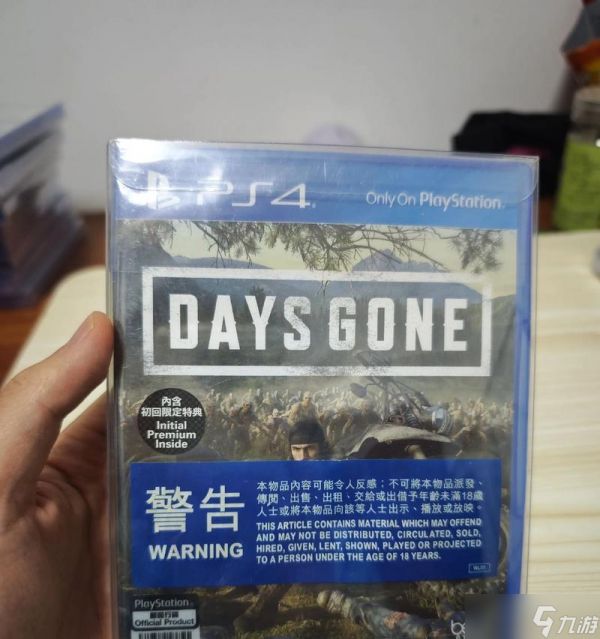 PS4
Only On PlayStation
DAYS GONE
內含
初回限定特典
Initial
Premium
Inside
警告
WARNING
本物品內容可能令人反感；不可將本物品派發、
傳閱、出售、出租、交給或出借予年齡未滿18歲
人士或將本物品向該等人士出示、播放或放映。
THIS ARTICLE CONTAINS MATERIAL WHICH MAY OFFEND
AND MAY NOT BE DISTRIBUTED, CIRCULATED, SOLD,
HIRED, GIVEN, LENT, SHOWN, PLAYED OR PROJECTED
TO A PERSON UNDER THE AGE OF 18 YEARS.
PlayStation
Official Product
九游